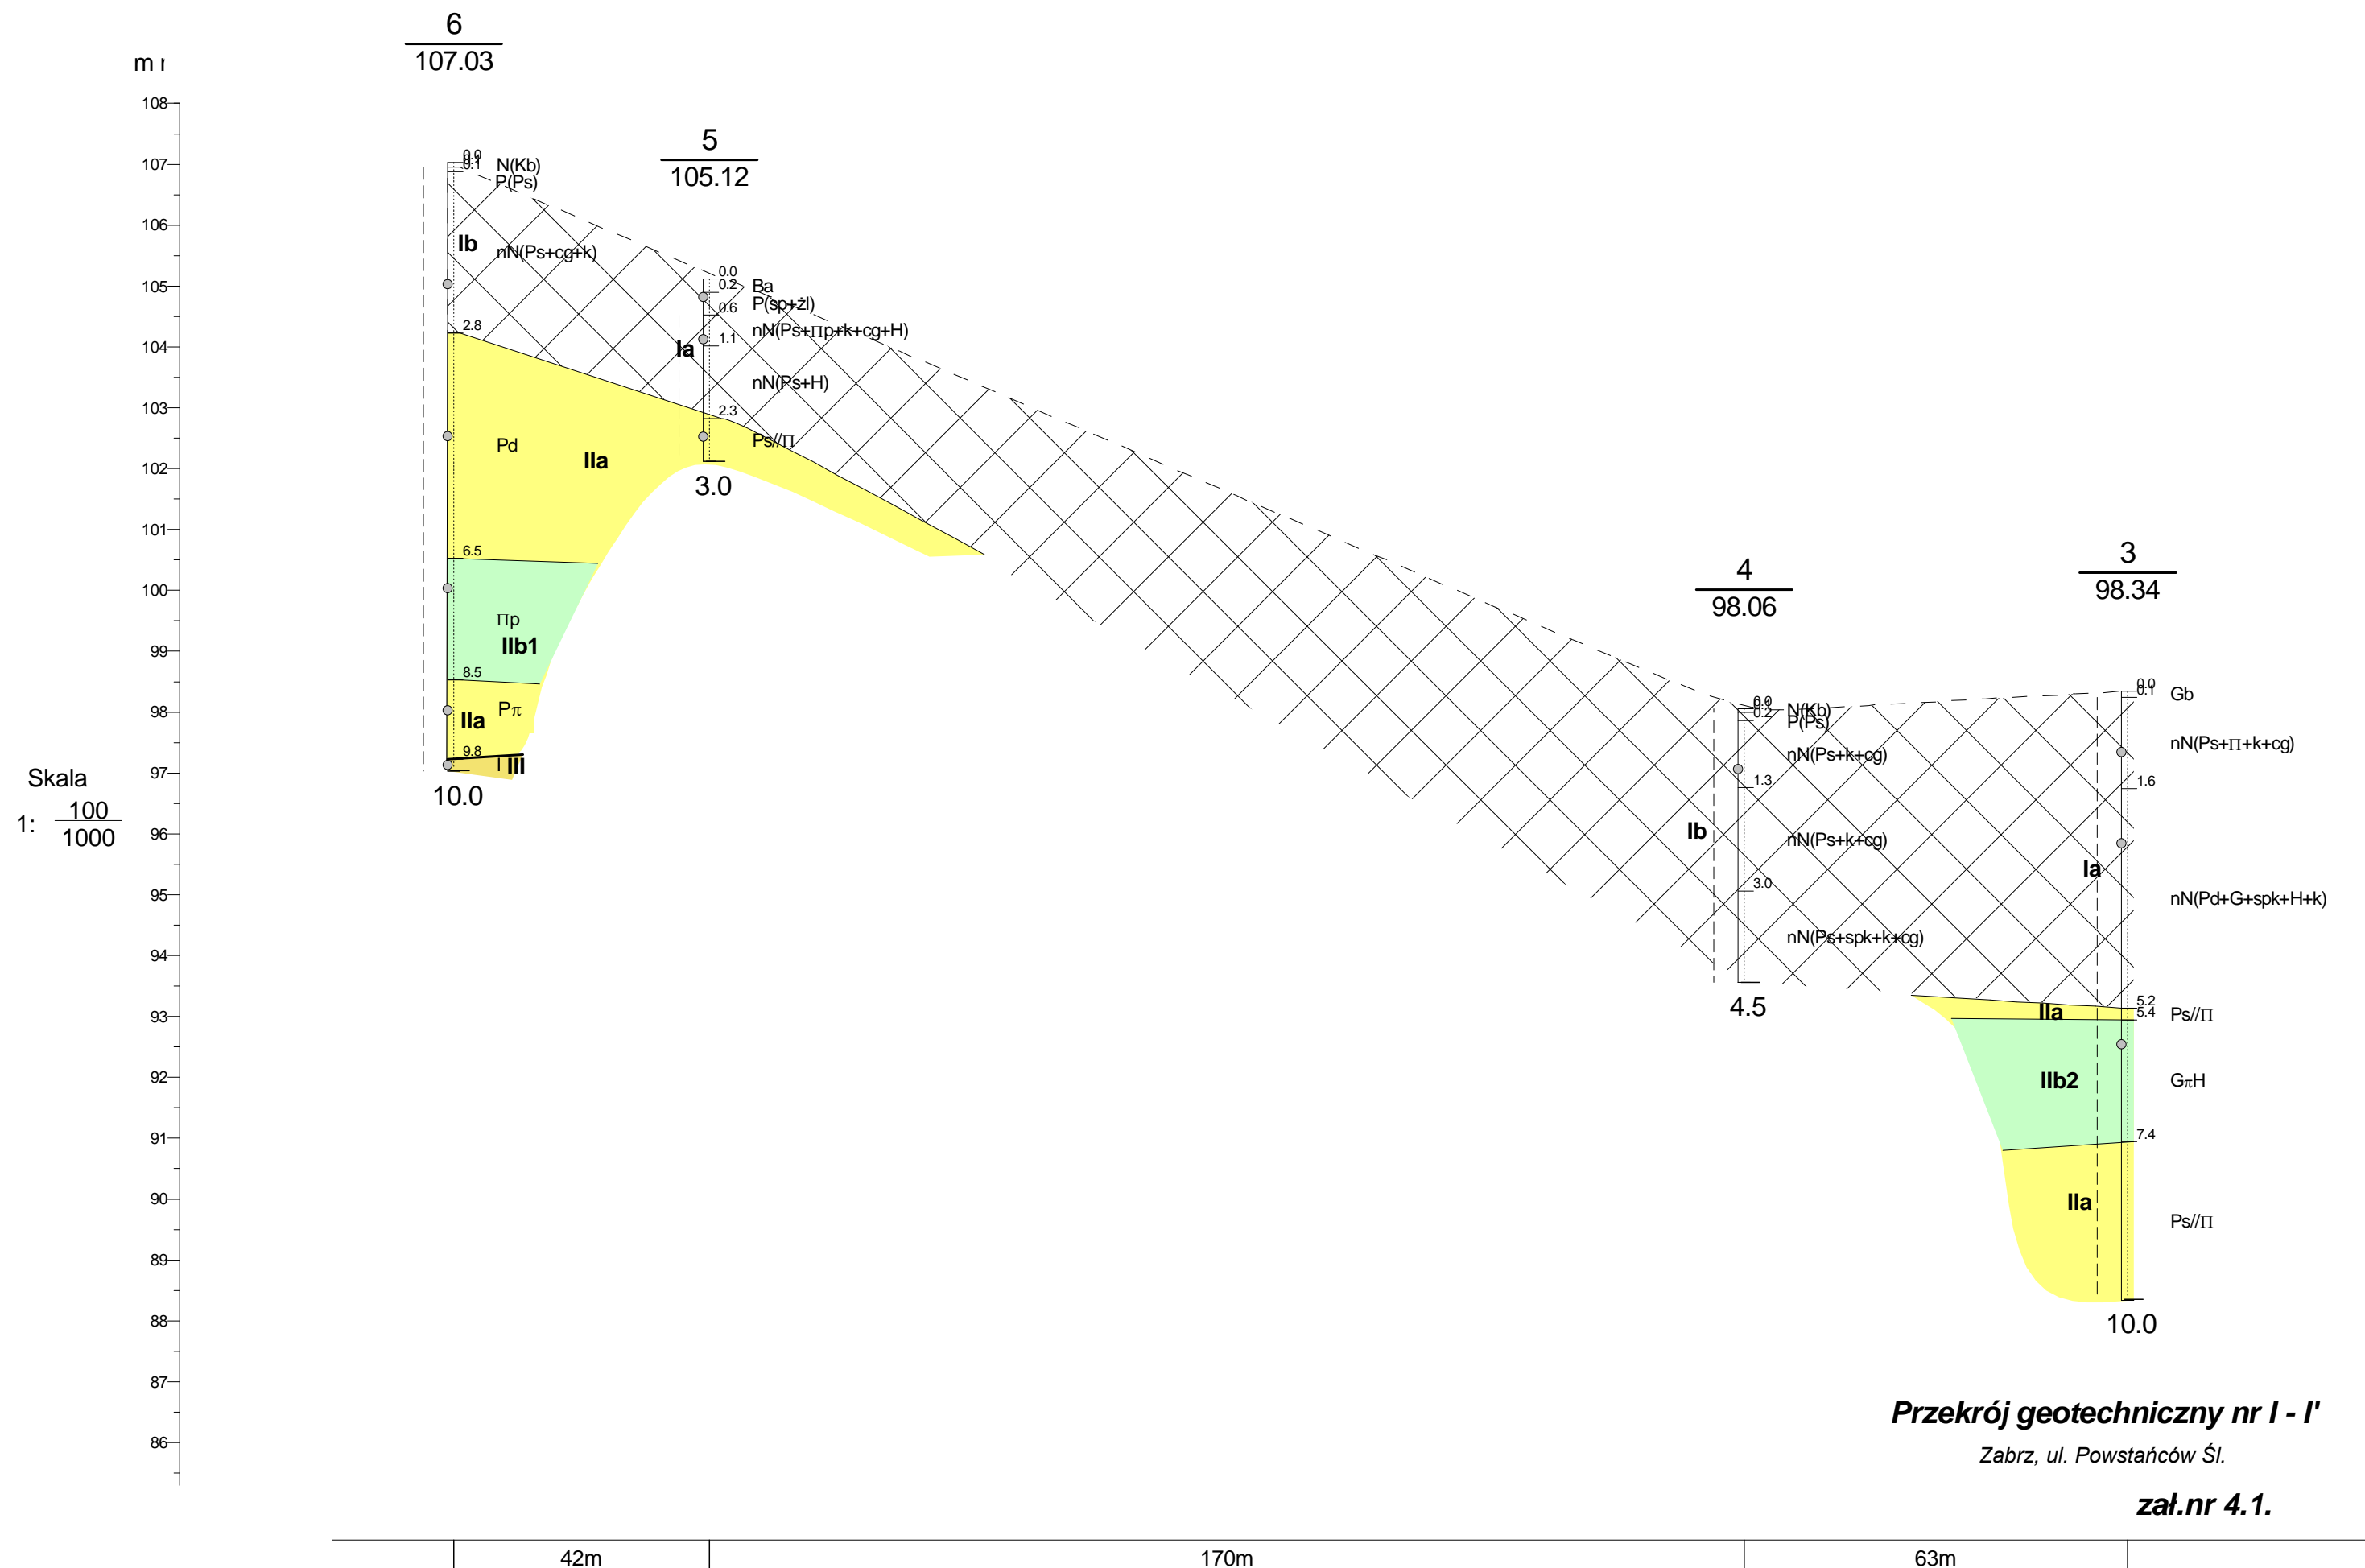 6
107.03
m r
5
105.12
108
107
106
105
104
103
102
101
100
99
98
97
96
95
94
93
92
91
90
89
88
87
86
Skala
1: 100
1000
0.0
0.1
N(Kb)
P(Ps)
Ib
nN(Ps+cg+k)
2.8
Pd
IIa
6.5
Πp
IIb1
8.5
Pπ
IIa
9.8
I III
10.0
0.0
0.2
Ba
P(sp+żl)
0.6
nN(Ps+Πp+k+cg+H)
1.1
Ia
nN(Ps+H)
2.3
Ps//Π
3.0
4
98.06
0.0
0.1
0.2
N(Kb)
P(Ps)
nN(Ps+k+cg)
1.3
Ib
nN(Ps+k+cg)
3.0
nN(Ps+spk+k+cg)
4.5
3
98.34
0.0
0.1
Gb
nN(Ps+Π+k+cg)
1.6
Ia
nN(Pd+G+spk+H+k)
5.2
IIa
5.4
Ps//Π
IIb2
GπH
7.4
IIa
Ps//Π
10.0
Przekrój geotechniczny nr I - I'
Zabrz, ul. Powstańców Śl.
zał.nr 4.1.
42m
170m
63m